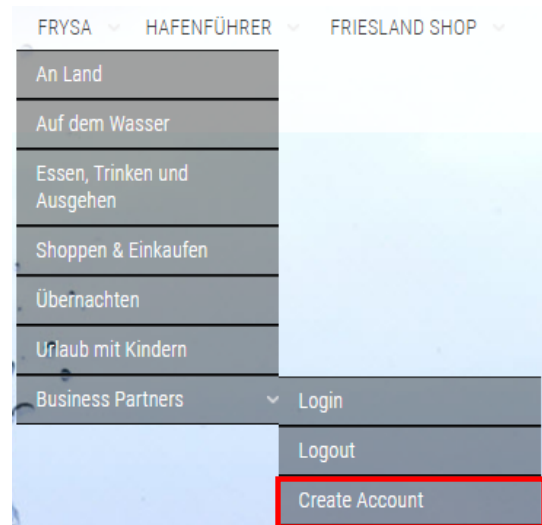 FRYSA HAFENFÜHRER FRIESLAND SHOP
An Land
Auf dem Wasser
Essen, Trinken und
Ausgehen
Shoppen & Einkaufen
Übernachten
Urlaub mit Kindern
Business Partners
Login
Logout
Create Account